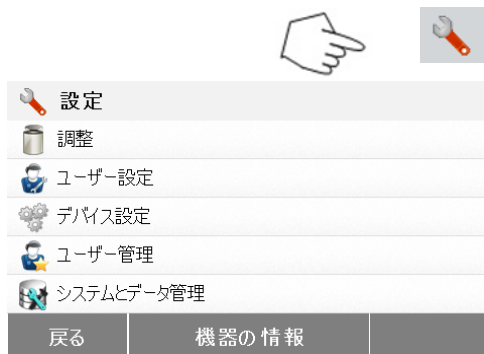 設定
調整
ユーザー設定
デバイス設定
ユーザー管理
システムとデータ管理
戻る 機器の情報